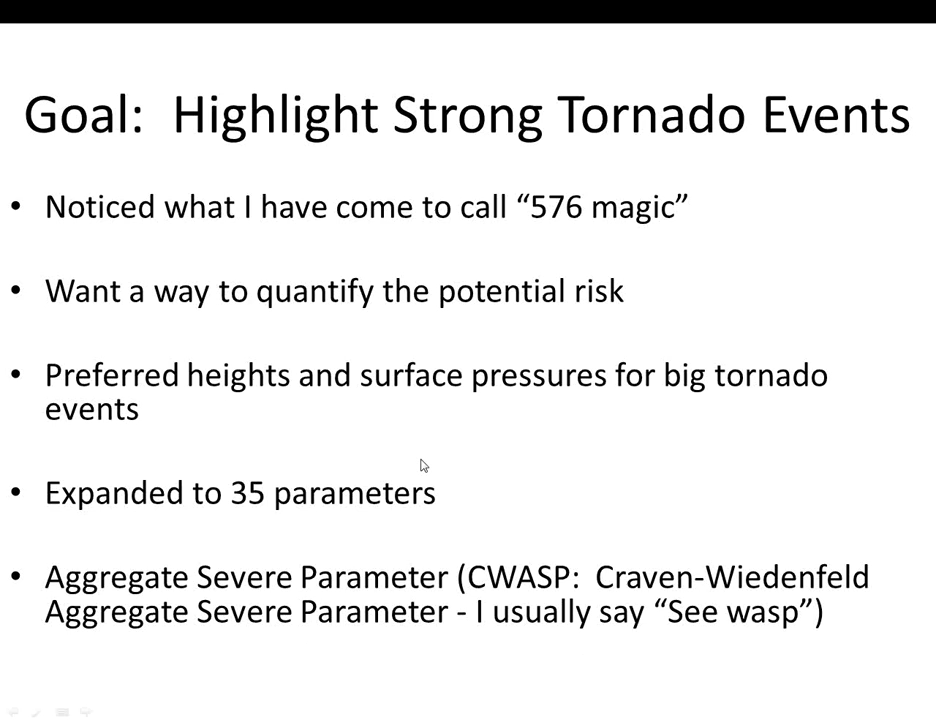 Goal:  Highlight Strong Tornado Events
• Noticed what I have come to call “576 magic”
• Want a way to quantify the potential risk
• Preferred heights and surface pressures for big tornado
events
• Expanded to 35 parameters
• Aggregate Severe Parameter (CWASP:  Craven-Wiedenfeld
Aggregate Severe Parameter - I usually say “See wasp”)